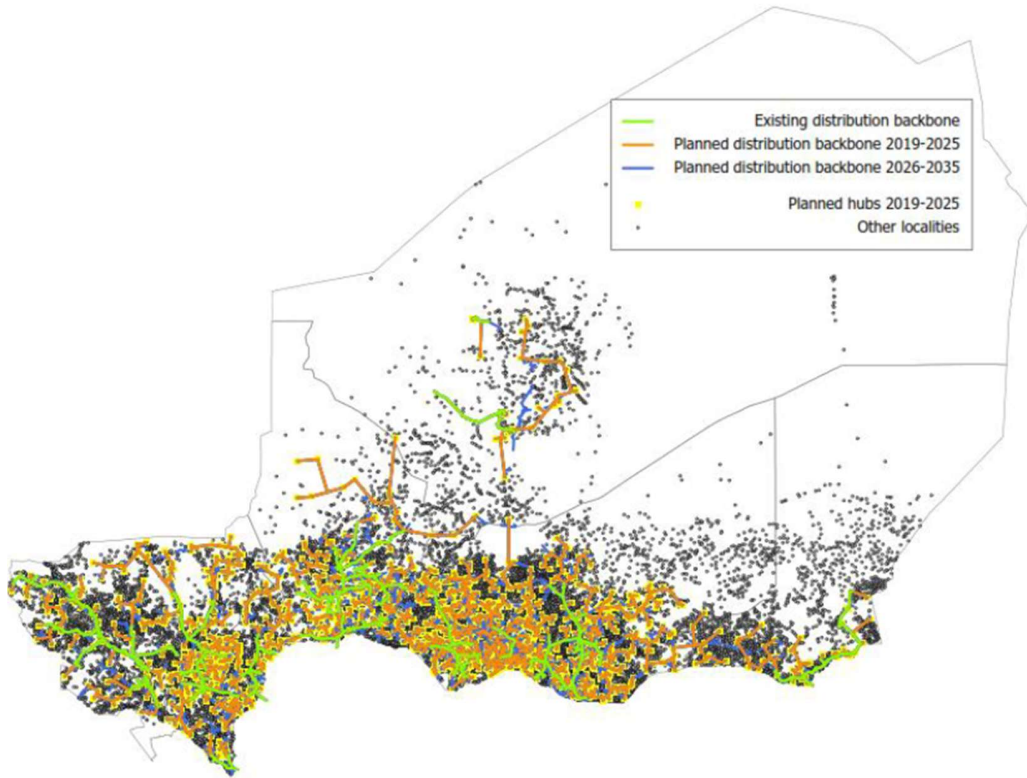 Existing distribution backbone
Planned distribution backbone 2019-2025
Planned distribution backbone 2026-2035
Planned hubs 2019-2025
Other localities